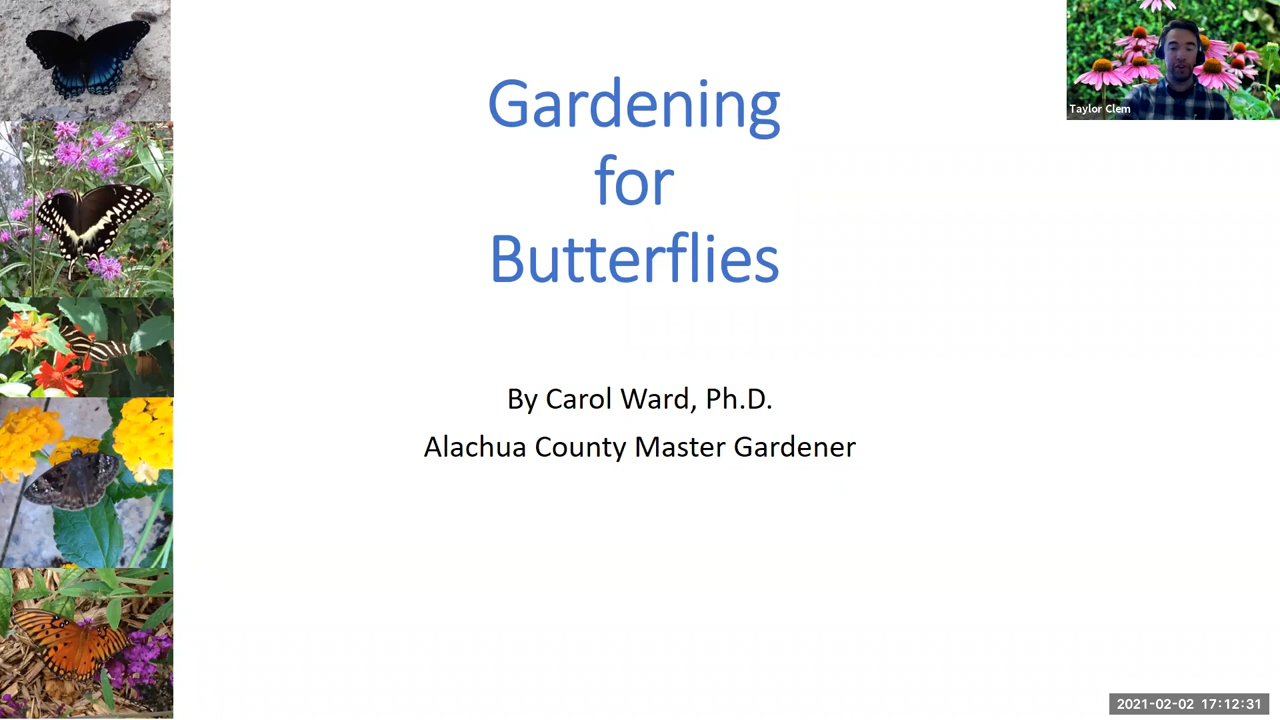 Gardening
for
Butterflies
By Carol Ward, Ph.D.
Alachua County Master Gardener
Taylor Clem
2021-02-02 17:12:31